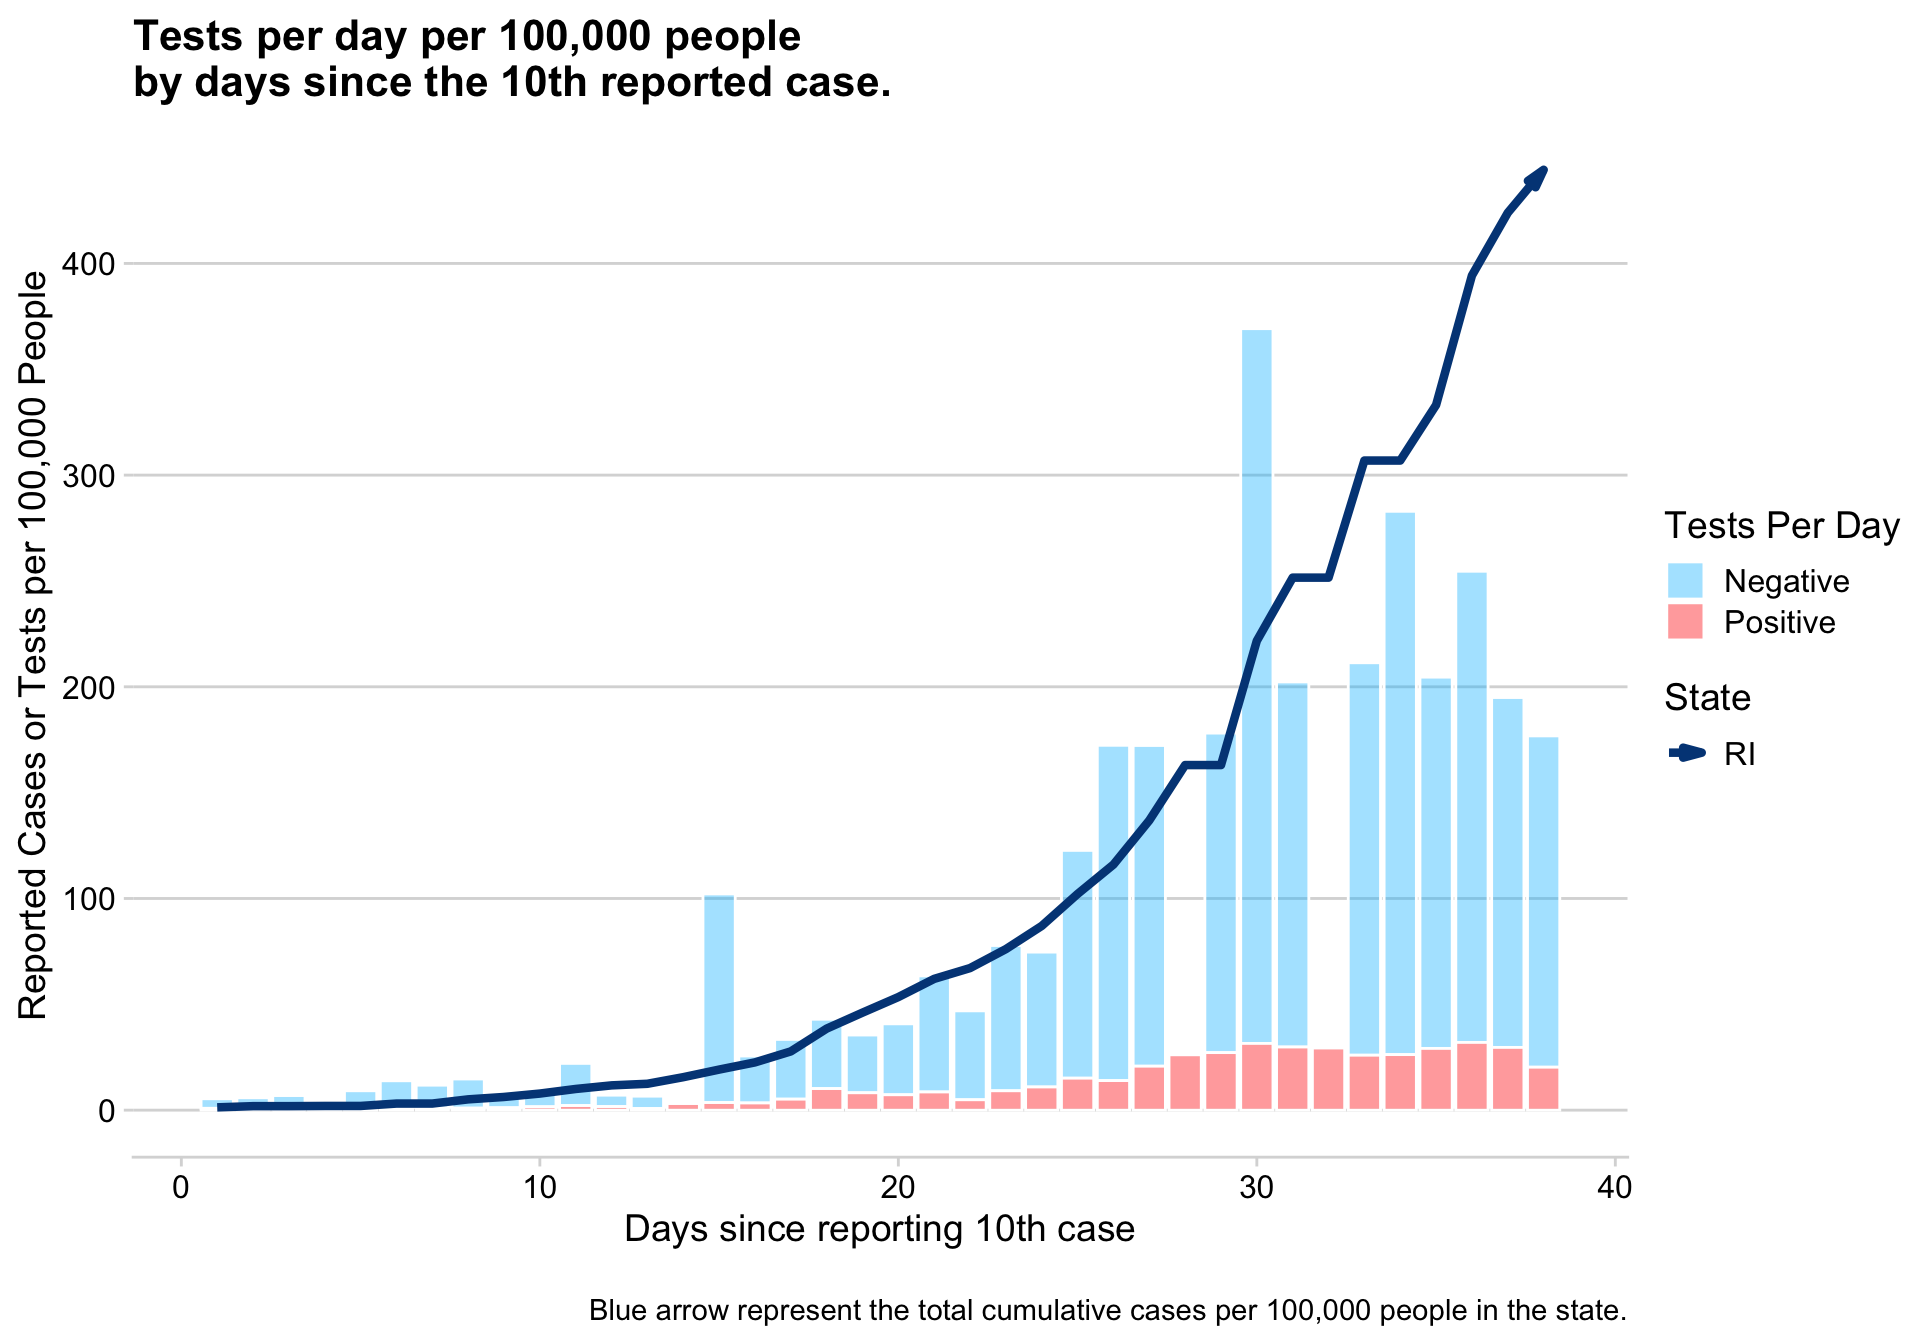 Tests per day per 100,000 people
by days since the 10th reported case.
Reported Cases or Tests per 100,000 People
400
300
200
100
0
0
10
20
30
40
Days since reporting 10th case
Tests Per Day
Negative
Positive
State
RI
Blue arrow represent the total cumulative cases per 100,000 people in the state.